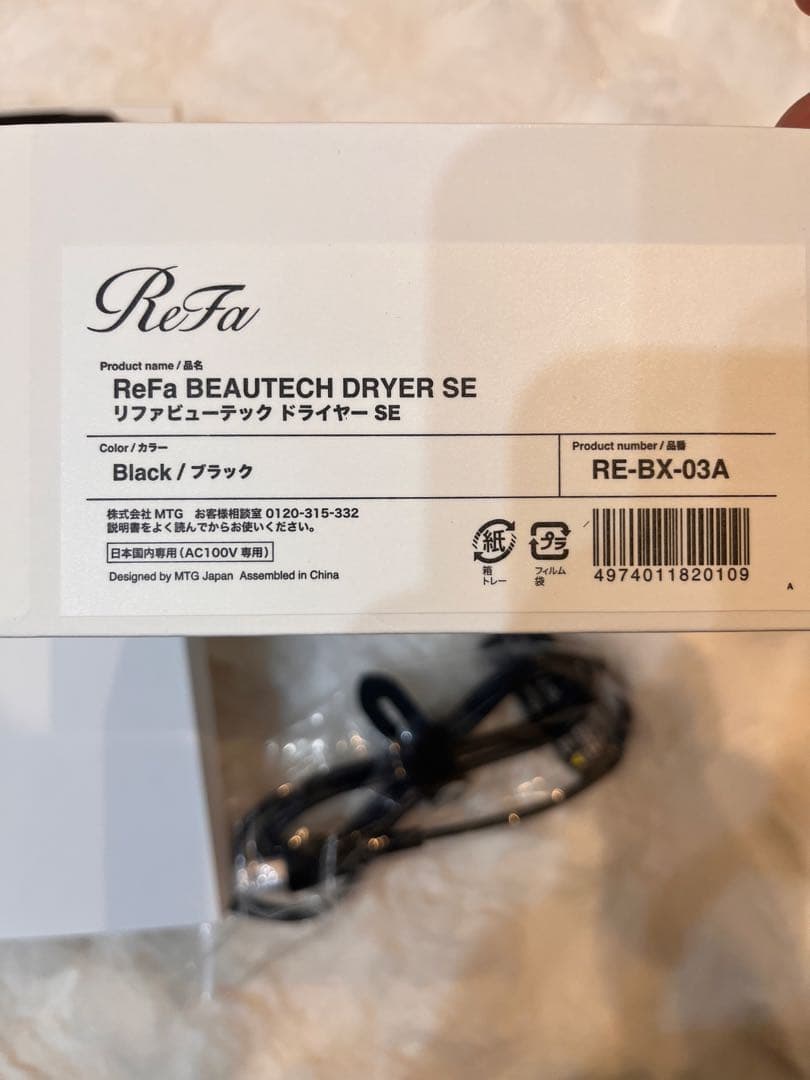 ReFa
Product name / 品名
ReFa BEAUTECH DRYER SE
リファビューテック ドライヤー SE
Color / カラー
Black / ブラック
Product number / 品番
RE-BX-03A
株式会社 MTG お客様相談室 0120-315-332
説明書をよく読んでからお使いください。
日本国内専用 (AC100V 専用)
Designed by MTG Japan Assembled in China
紙
箱
トレー
プラ
フィルム
袋
4974011820109
A